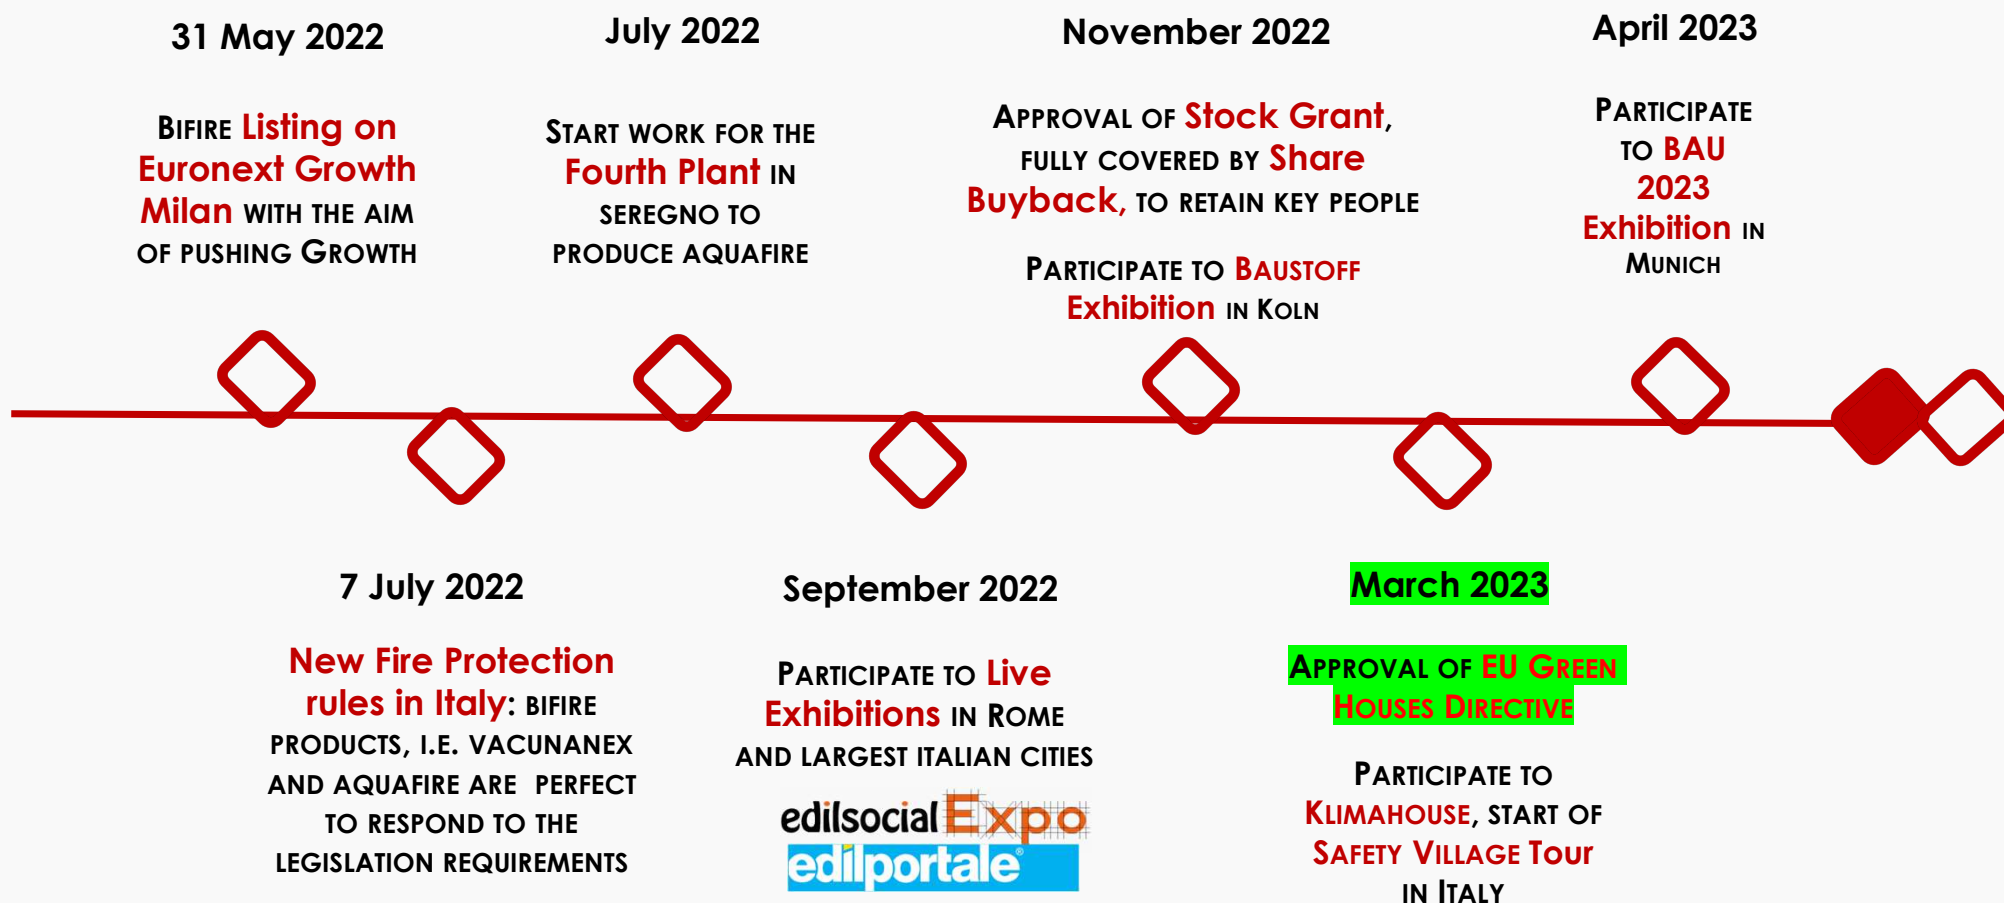 31 May 2022
BIFIRE Listing on
Euronext Growth
Milan WITH THE AIM
OF PUSHING GROWTH
July 2022
START WORK FOR THE
Fourth Plant IN
SEREGNO TO
PRODUCE AQUAFIRE
November 2022
APPROVAL OF Stock Grant,
FULLY COVERED BY Share
Buyback, TO RETAIN KEY PEOPLE
PARTICIPATE TO BAUSTOFF
Exhibition IN KOLN
April 2023
PARTICIPATE
TO BAU
2023
Exhibition IN
MUNICH
7 July 2022
New Fire Protection
rules in Italy: BIFIRE
PRODUCTS, I.E. VACUNANEX
AND AQUAFIRE ARE PERFECT
TO RESPOND TO THE
LEGISLATION REQUIREMENTS
September 2022
PARTICIPATE TO Live
Exhibitions IN ROME
AND LARGEST ITALIAN CITIES
edilsocial Expo
edilportale®
March 2023
APPROVAL OF EU GREEN
HOUSES DIRECTIVE
PARTICIPATE TO
KLIMAHOUSE, START OF
SAFETY VILLAGE Tour
IN ITALY